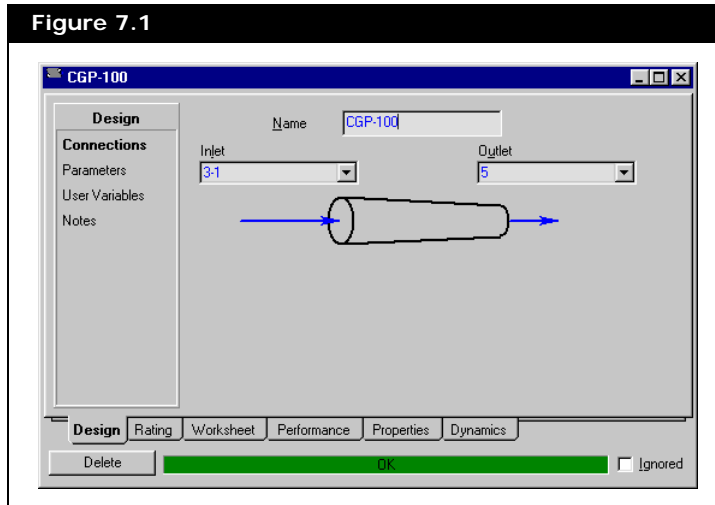 Figure 7.1
CGP-100
Design
Connections
Parameters
User Variables
Notes
Name CGP-100
Inlet Outlet
3-1 5
Design Rating Worksheet Performance Properties Dynamics
Delete OK Ignored